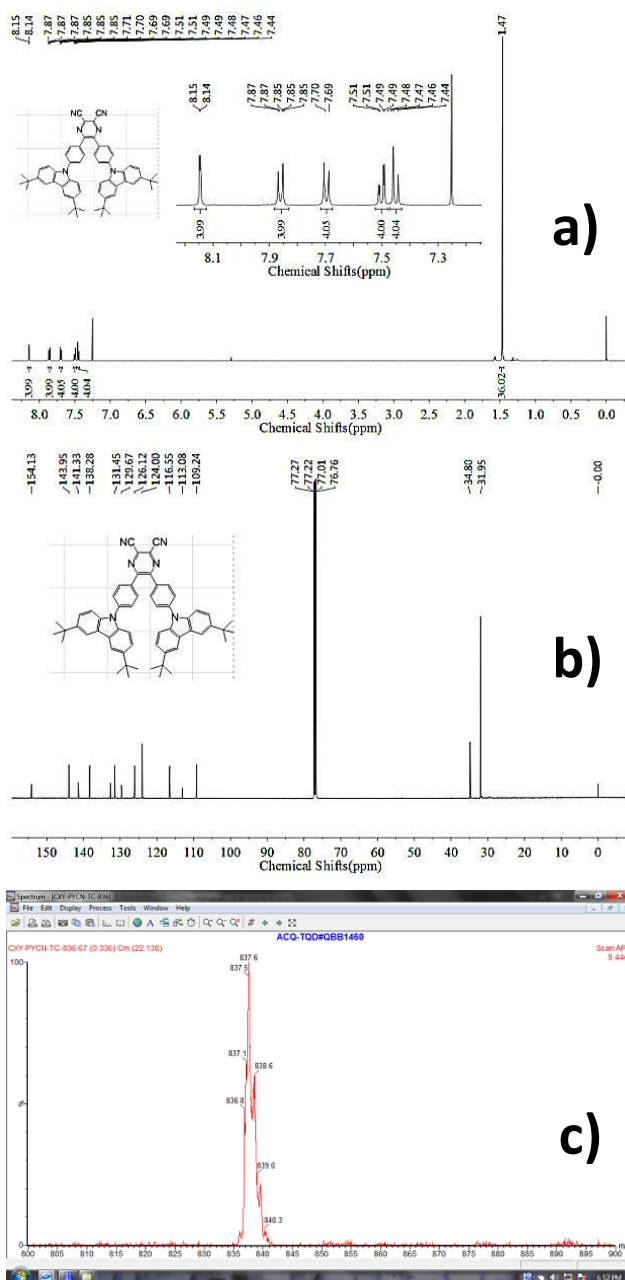 8.15 8.14 7.87 7.87 7.87 7.85 7.85 7.85 7.71 7.70 7.69 7.69 7.51 7.51 7.49 7.49 7.48 7.47 7.46 7.44
1.47
8.15 8.14 7.87 7.87 7.85 7.85 7.85 7.70 7.69 7.51 7.51 7.49 7.49 7.48 7.47 7.46 7.44
CN CN
N N
N N
a)
3.99 3.99 4.05 4.00 4.04
8.1 7.9 7.7 7.5 7.3
Chemical Shifts(ppm)
3.99 3.99 4.05 4.00 4.04 36.02
8.0 7.5 7.0 6.5 6.0 5.5 5.0 4.5 4.0 3.5 3.0 2.5 2.0 1.5 1.0 0.5 0.0
Chemical Shifts(ppm)
154.13 143.95 141.33 138.28 131.45 129.67 126.12 124.00 116.55 113.08 109.24 77.27 77.22 77.01 76.76 34.80 31.95 -0.00
CN CN
N N
N N
b)
150 140 130 120 110 100 90 80 70 60 50 40 30 20 10 0
Chemical Shifts(ppm)
Spectrum - [CXY-PYCN-TC-836]
File Edit Display Process Tools Window Help
ACQ-TQD#QBB1460
CXY-PYCN-TC-836 67 (0.336) Cm (22:138)
Scan AP
100
837.6
837.5
837.1
838.6
836.8
%
839.0
840.3
c)
0
800 805 810 815 820 825 830 835 840 845 850 855 860 865 870 875 880 885 890 895 900
6:52 PM